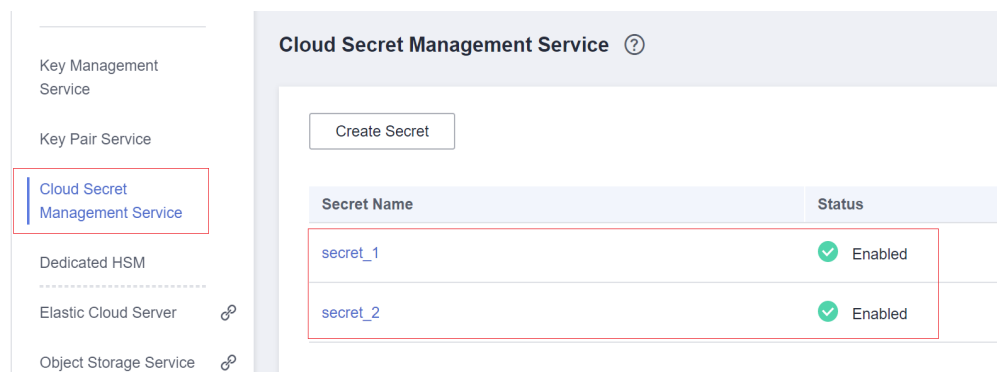 Cloud Secret Management Service ?
Key Management
Service
Key Pair Service
Cloud Secret
Management Service
Dedicated HSM
Elastic Cloud Server
Object Storage Service
Create Secret
Secret Name Status
secret_1 Enabled
secret_2 Enabled